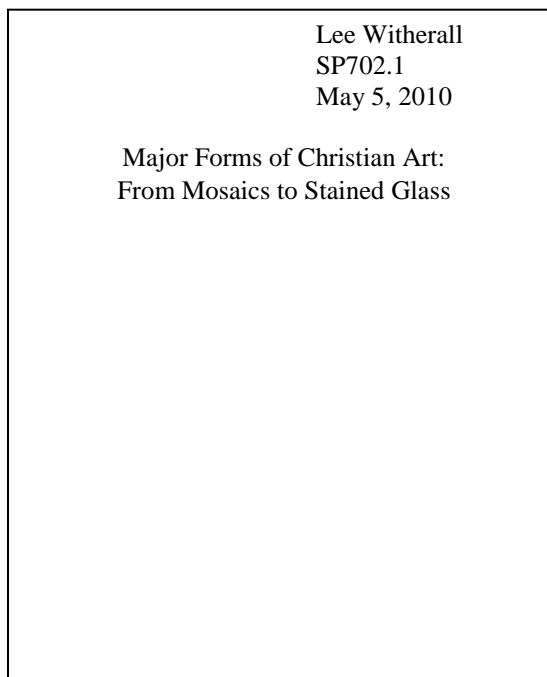 Lee Witherall
SP702.1
May 5, 2010
Major Forms of Christian Art:
From Mosaics to Stained Glass